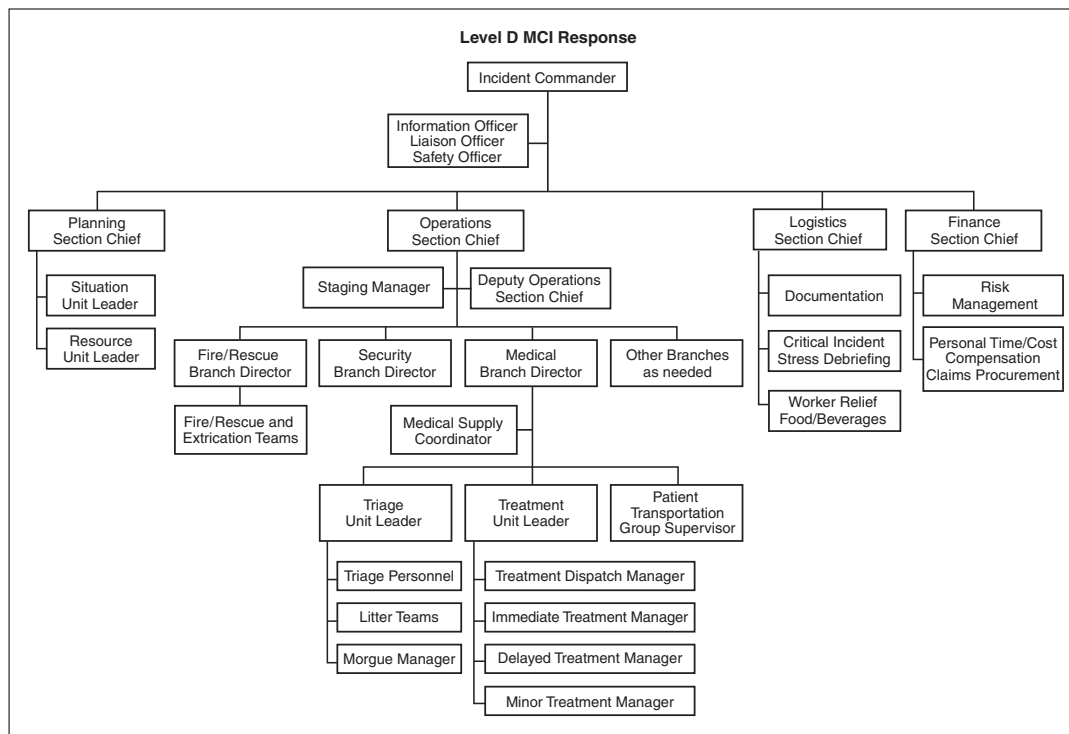 Level D MCI Response
Incident Commander
Information Officer
Liaison Officer
Safety Officer
Planning
Section Chief
Operations
Section Chief
Logistics
Section Chief
Finance
Section Chief
Situation
Unit Leader
Resource
Unit Leader
Staging Manager
Deputy Operations
Section Chief
Fire/Rescue
Branch Director
Security
Branch Director
Medical
Branch Director
Other Branches
as needed
Fire/Rescue and
Extrication Teams
Medical Supply
Coordinator
Triage
Unit Leader
Treatment
Unit Leader
Patient
Transportation
Group Supervisor
Triage Personnel
Litter Teams
Morgue Manager
Treatment Dispatch Manager
Immediate Treatment Manager
Delayed Treatment Manager
Minor Treatment Manager
Documentation
Critical Incident
Stress Debriefing
Worker Relief
Food/Beverages
Risk
Management
Personal Time/Cost
Compensation
Claims Procurement